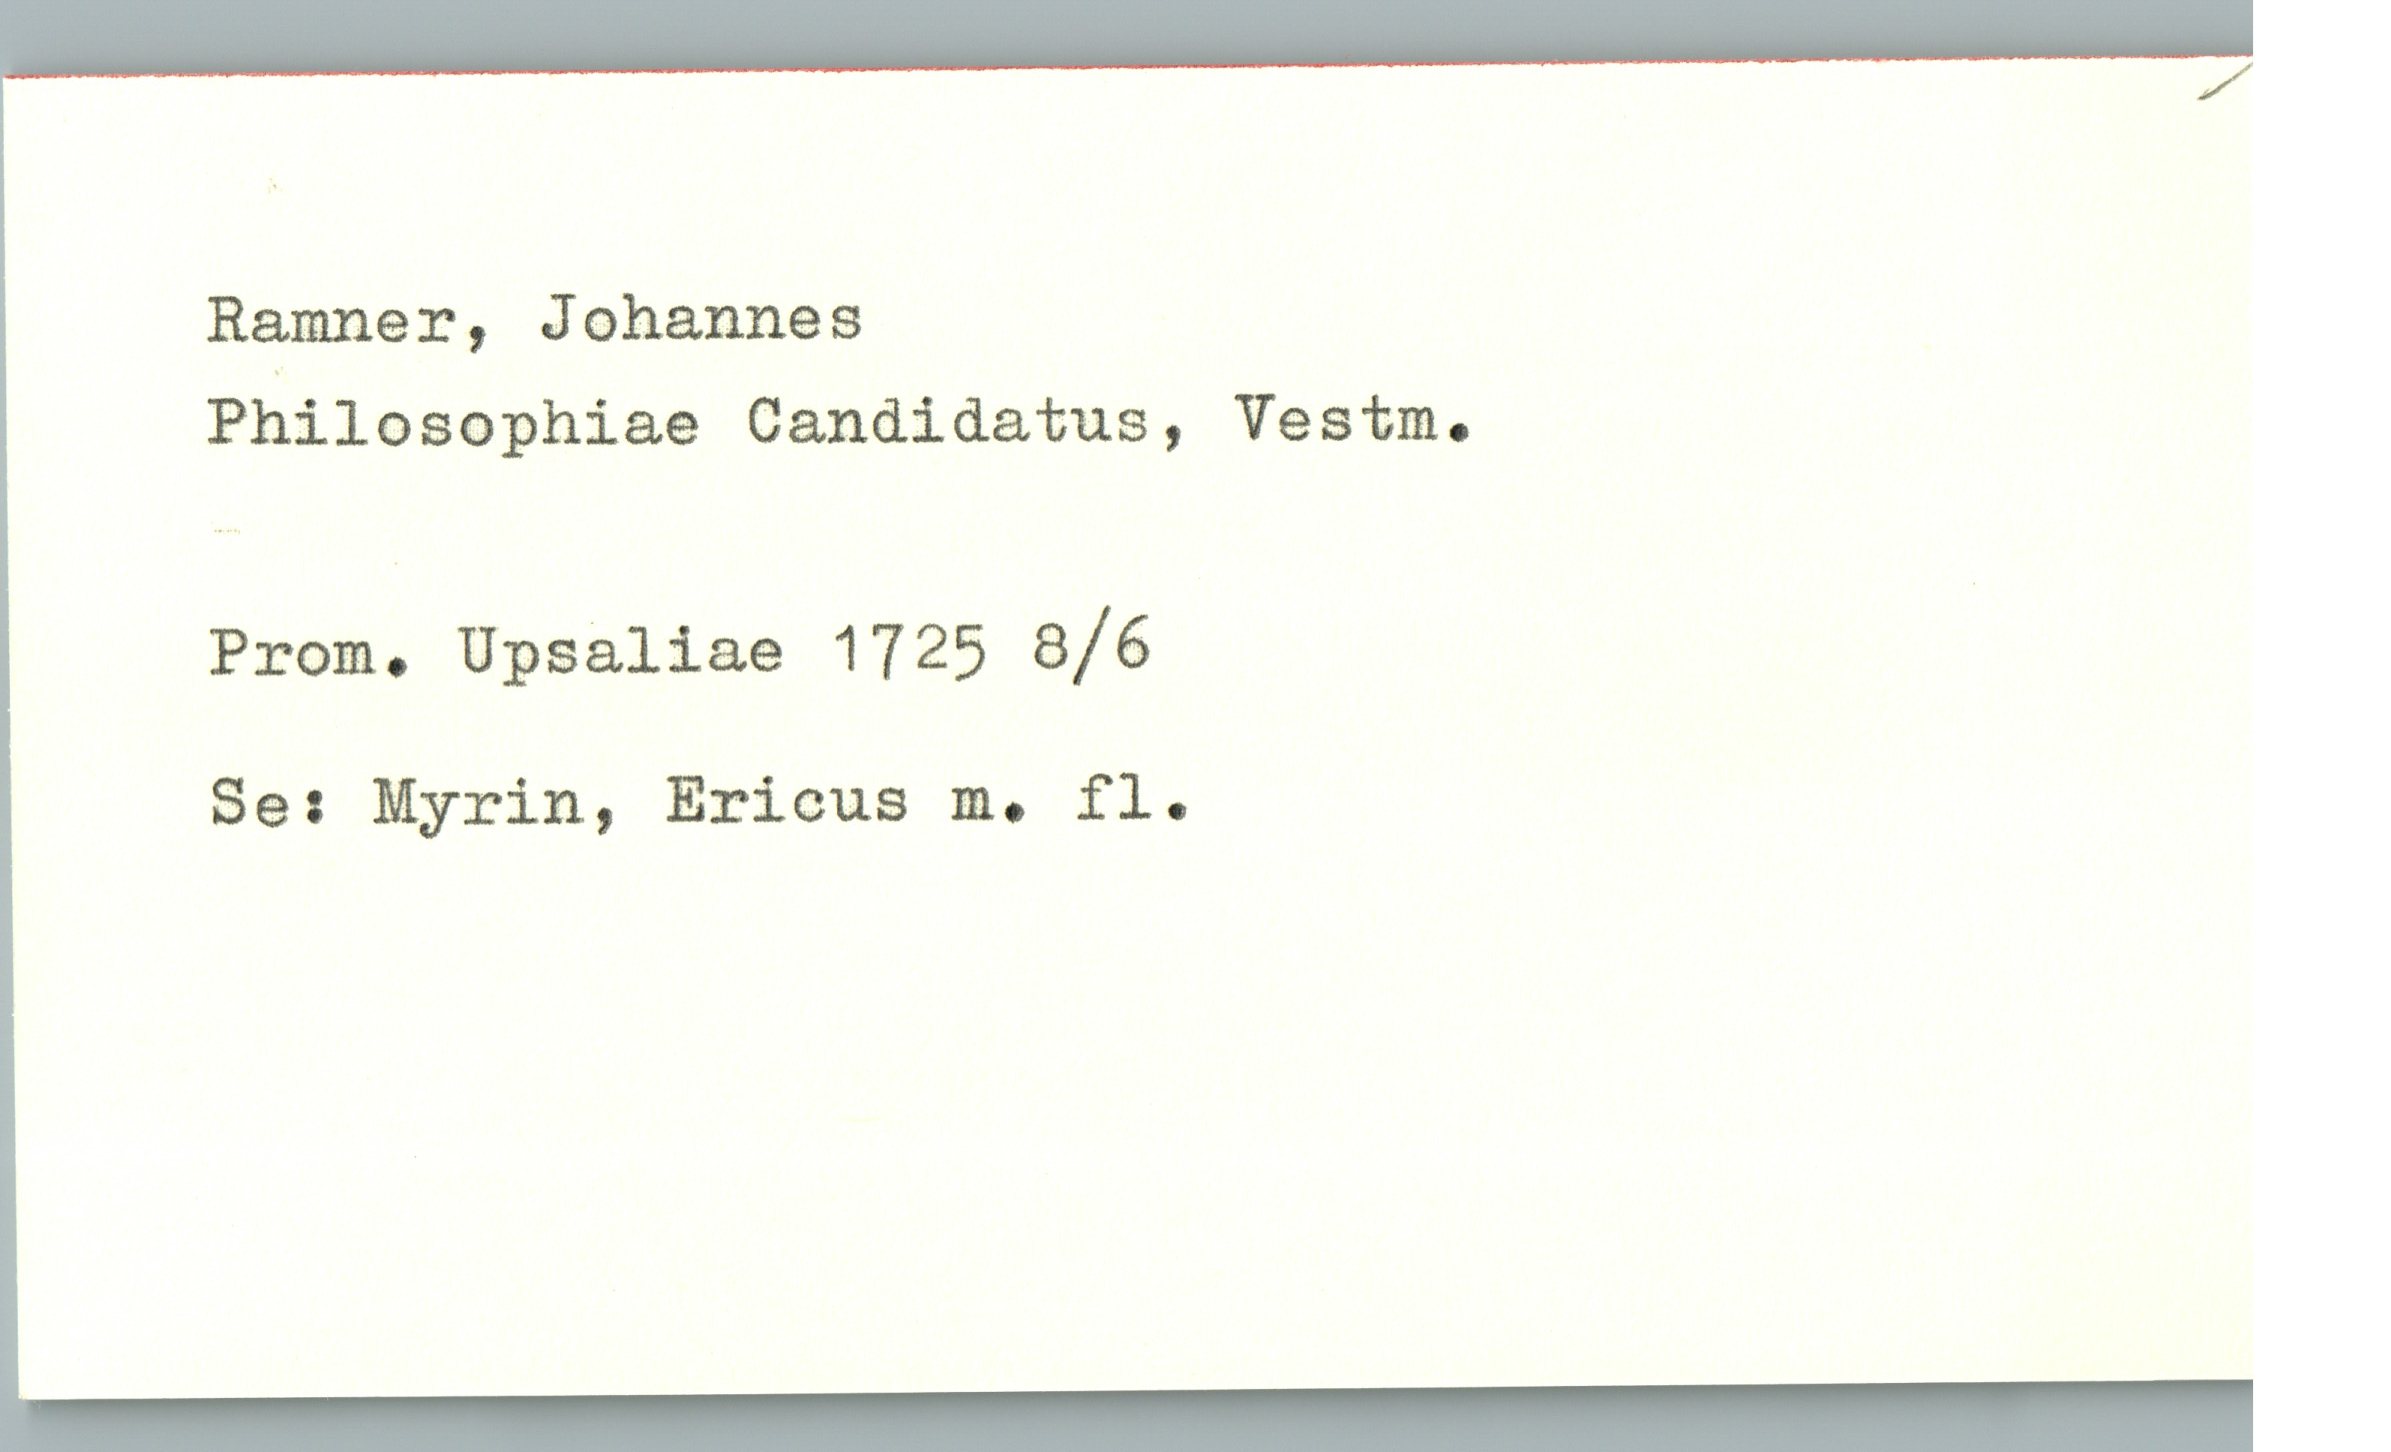 Ramner, Johannes
Philosophiae Candidatus, Vestm.
Prom. Upsaliae 1725 8/6
Se: Myrin, Ericus m. fl.